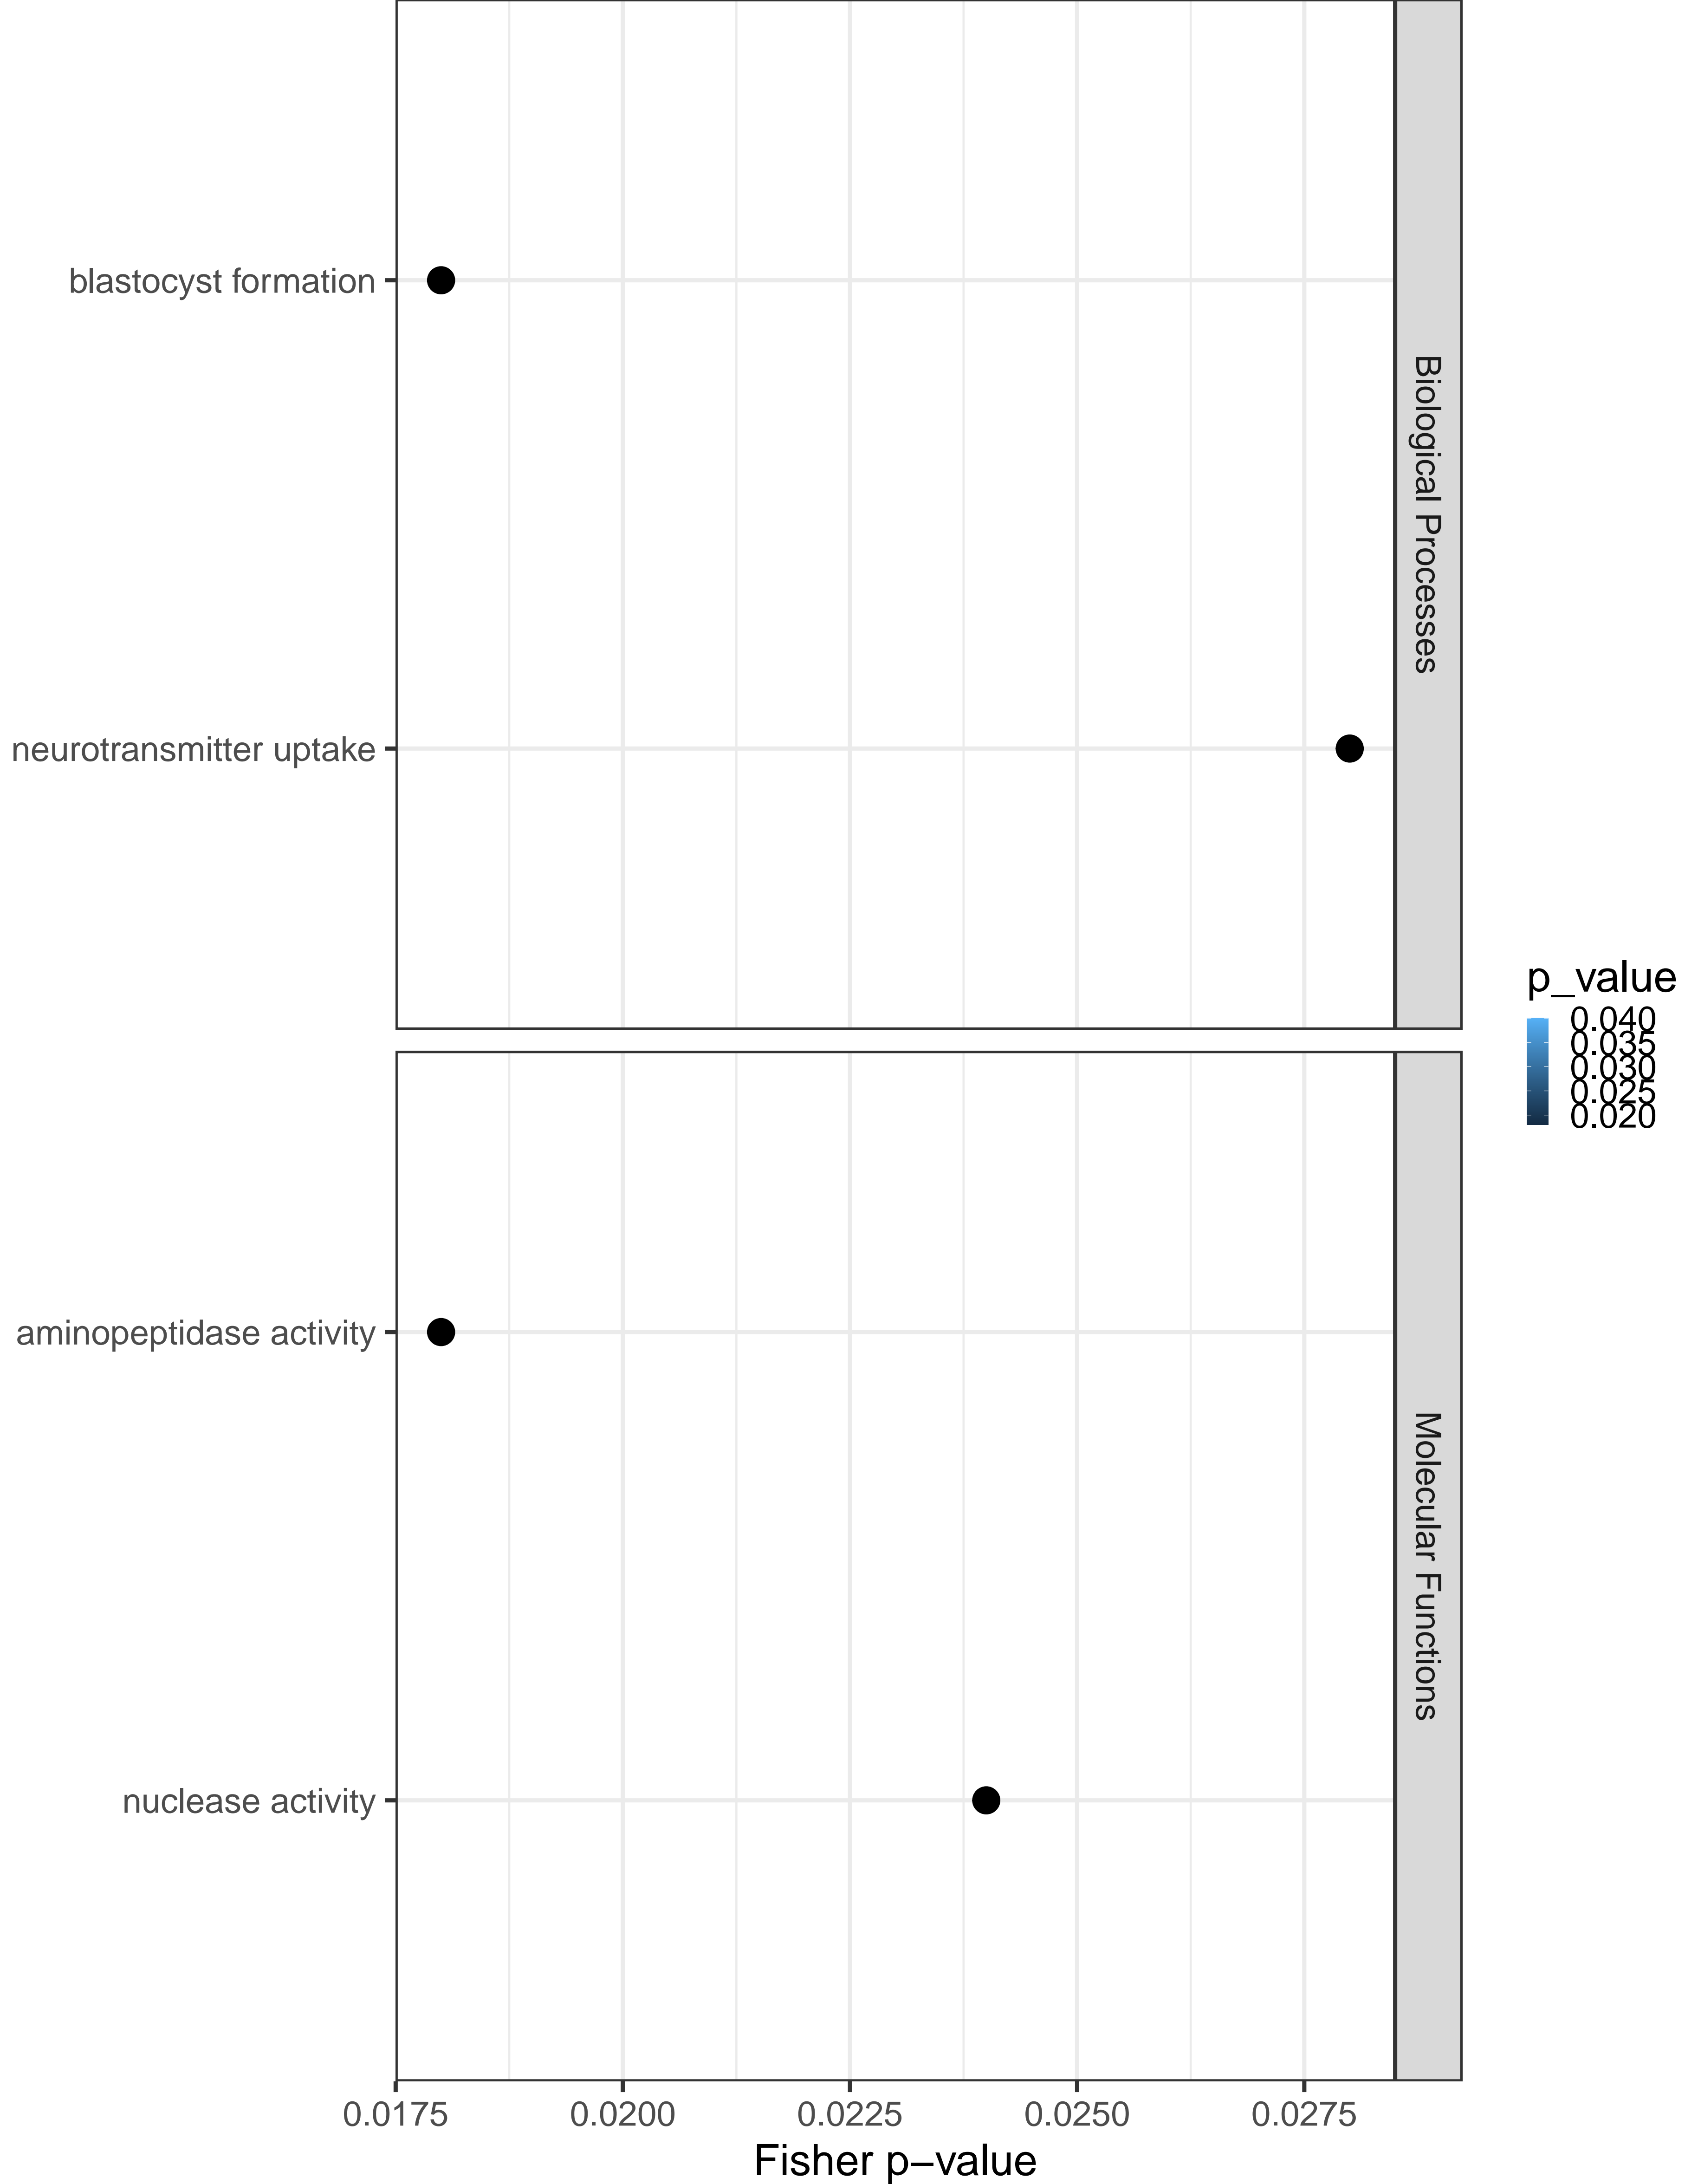 blastocyst formation
neurotransmitter uptake
Biological Processes
aminopeptidase activity
nuclease activity
Molecular Functions
0.0175 0.0200 0.0225 0.0250 0.0275
Fisher p−value
p_value
0.040
0.035
0.030
0.025
0.020